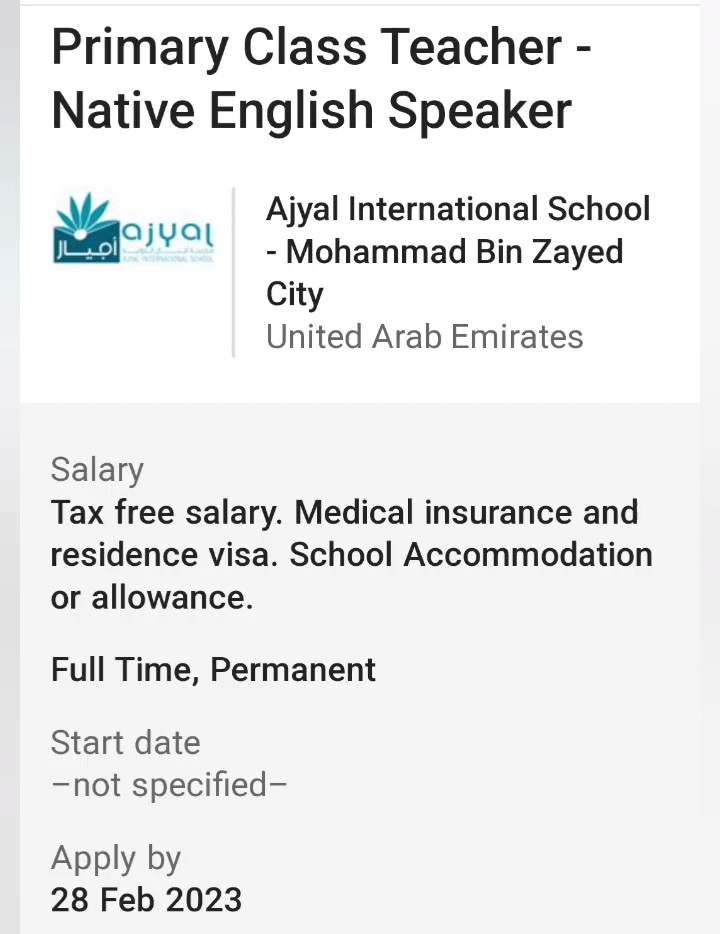 Primary Class Teacher -
Native English Speaker
أجيال
ajyal
Ajyal International School
- Mohammad Bin Zayed
City
United Arab Emirates
Salary
Tax free salary. Medical insurance and
residence visa. School Accommodation
or allowance.
Full Time, Permanent
Start date
–not specified–
Apply by
28 Feb 2023